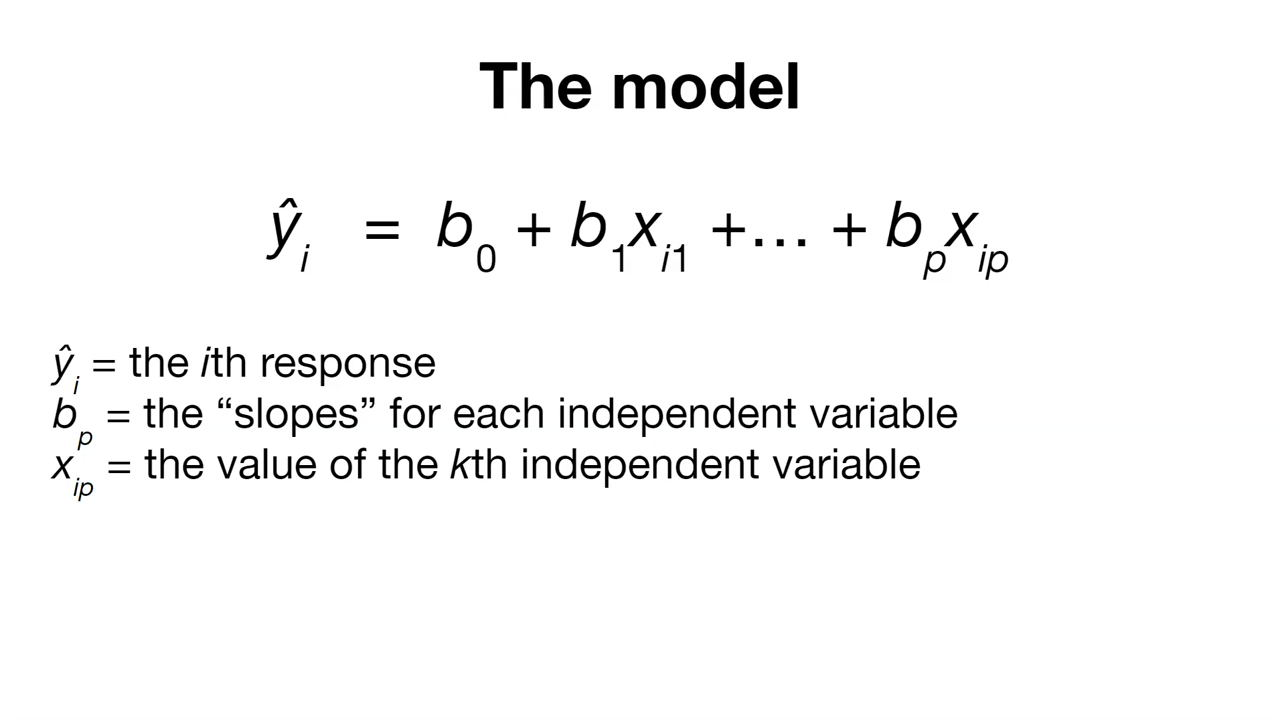 The model
ŷᵢ = b₀ + b₁xᵢ₁ +… + bₚxᵢₚ
ŷᵢ = the ith response
bₚ = the “slopes” for each independent variable
xᵢₚ = the value of the kth independent variable